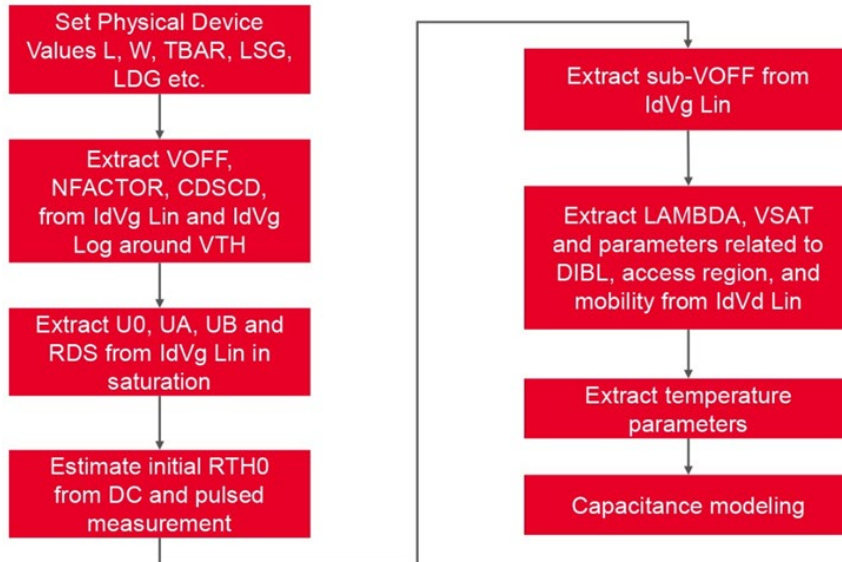 Set Physical Device
Values L, W, TBAR, LSG,
LDG etc.
Extract VOFF,
NFACTOR, CDSCD,
from IdVg Lin and IdVg
Log around VTH
Extract U0, UA, UB and
RDS from IdVg Lin in
saturation
Estimate initial RTH0
from DC and pulsed
measurement
Extract sub-VOFF from
IdVg Lin
Extract LAMBDA, VSAT
and parameters related to
DIBL, access region, and
mobility from IdVd Lin
Extract temperature
parameters
Capacitance modeling